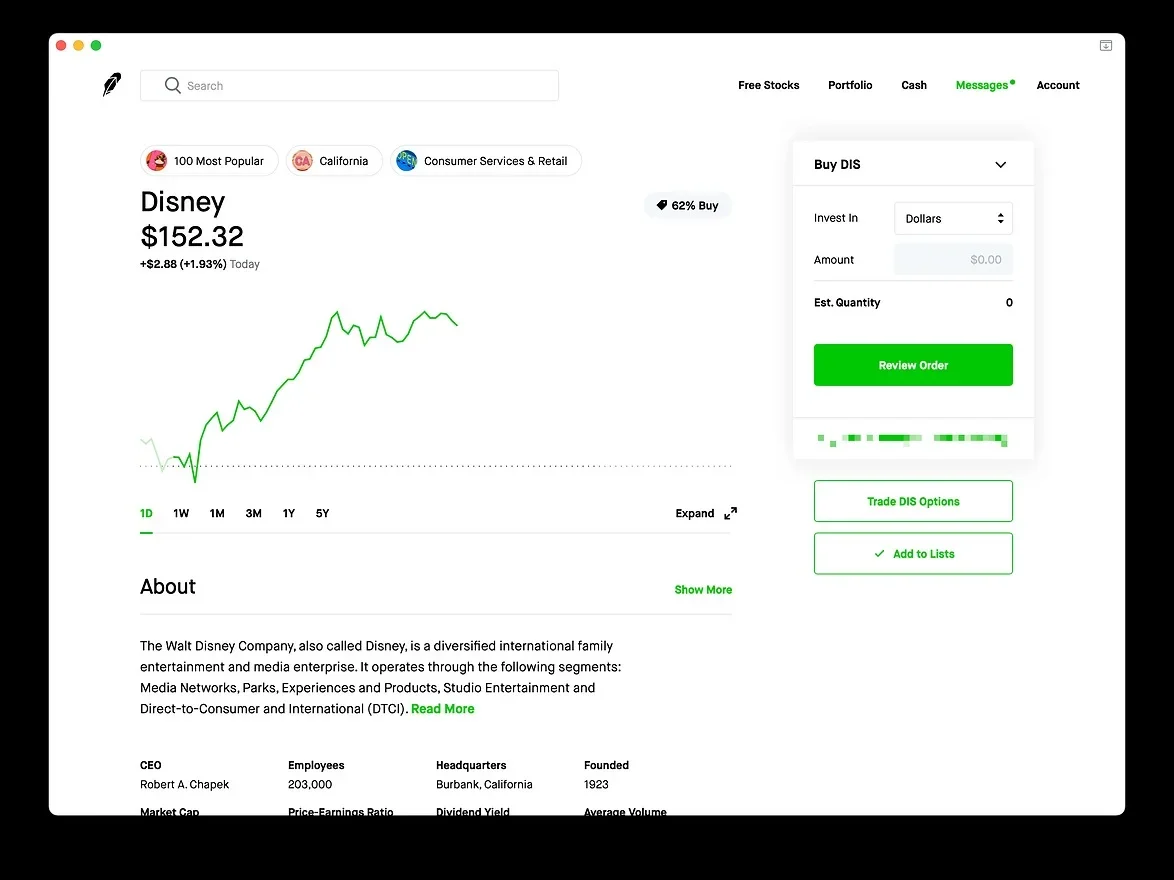 Search
Free Stocks
Portfolio
Cash
Messages
Account
100 Most Popular
CA
California
OPEN
Consumer Services & Retail
Disney
62% Buy
$152.32
+$2.88 (+1.93%) Today
1D
1W
1M
3M
1Y
5Y
Expand
About
Show More
The Walt Disney Company, also called Disney, is a diversified international family
entertainment and media enterprise. It operates through the following segments:
Media Networks, Parks, Experiences and Products, Studio Entertainment and
Direct-to-Consumer and International (DTCI). Read More
CEO
Robert A. Chapek
Employees
203,000
Headquarters
Burbank, California
Founded
1923
Market Cap
Price-Earnings Ratio
Dividend Yield
Average Volume
Buy DIS
Invest In
Dollars
Amount
$0.00
Est. Quantity
0
Review Order
Trade DIS Options
Add to Lists